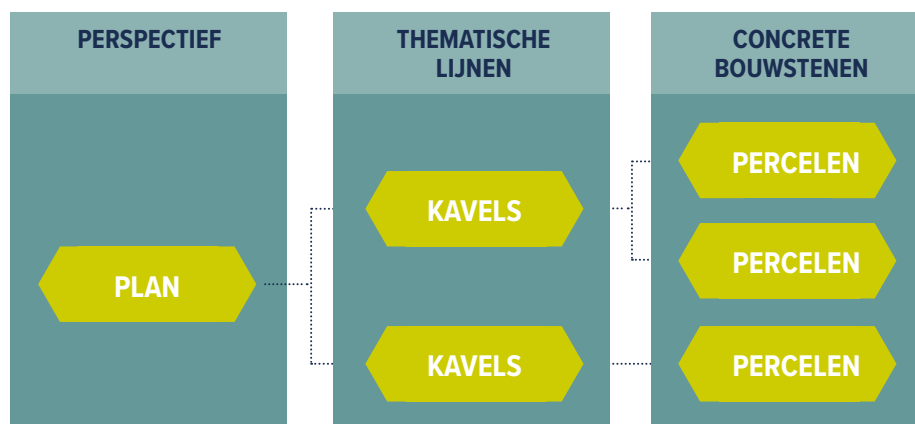 PERSPECTIEF
THEMATISCHE
LIJNEN
CONCRETE
BOUWSTENEN
PLAN
KAVELS
KAVELS
PERCELEN
PERCELEN
PERCELEN